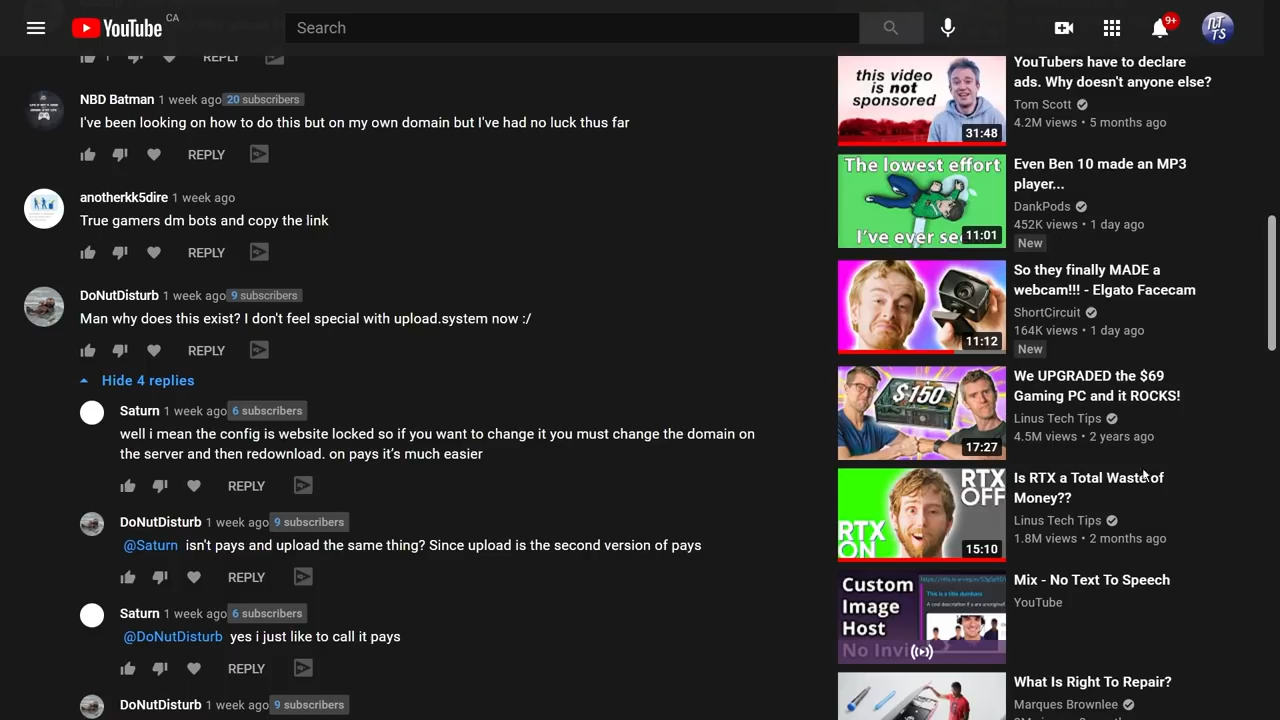 YouTube CA
Search
9+
NTTS
1
REPLY
NBD Batman 1 week ago 20 subscribers
I've been looking on how to do this but on my own domain but I've had no luck thus far
REPLY
anotherkk5dire 1 week ago
True gamers dm bots and copy the link
REPLY
DoNutDisturb 1 week ago 9 subscribers
Man why does this exist? I don't feel special with upload.system now :/
REPLY
Hide 4 replies
Saturn 1 week ago 6 subscribers
well i mean the config is website locked so if you want to change it you must change the domain on
the server and then redownload. on pays it's much easier
REPLY
DoNutDisturb 1 week ago 9 subscribers
@Saturn isn't pays and upload the same thing? Since upload is the second version of pays
REPLY
Saturn 1 week ago 6 subscribers
@DoNutDisturb yes i just like to call it pays
REPLY
DoNutDisturb 1 week ago 9 subscribers
this video
is not
sponsored
31:48
YouTubers have to declare
ads. Why doesn't anyone else?
Tom Scott
4.2M views • 5 months ago
The lowest effort
I've ever se
11:01
Even Ben 10 made an MP3
player...
DankPods
452K views • 1 day ago
New
11:12
So they finally MADE a
webcam!!! - Elgato Facecam
ShortCircuit
164K views • 1 day ago
New
$150
17:27
We UPGRADED the $69
Gaming PC and it ROCKS!
Linus Tech Tips
4.5M views • 2 years ago
RTX
OFF
RTX
ON
15:10
Is RTX a Total Waste of
Money??
Linus Tech Tips
1.8M views • 2 months ago
Custom
Image
Host
No Invi
This is a title dumbass
Mix - No Text To Speech
YouTube
What Is Right To Repair?
Marques Brownlee